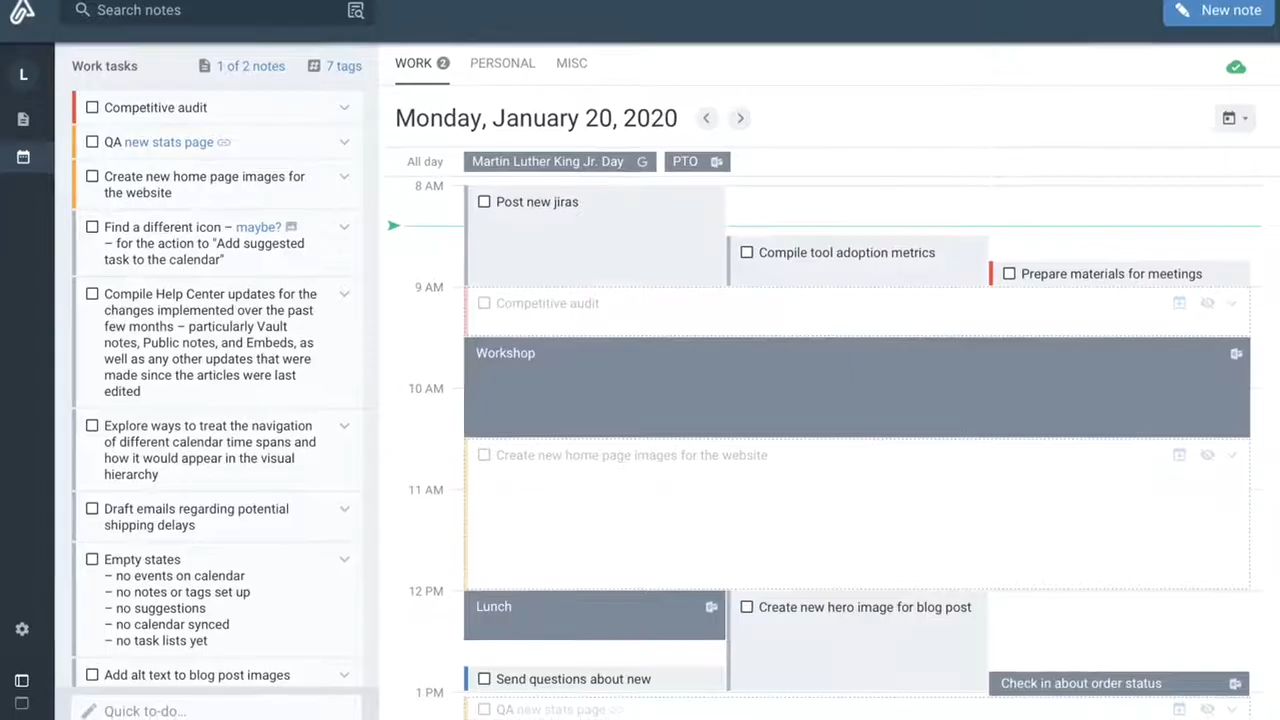 Search notes
New note
L
Work tasks
1 of 2 notes
7 tags
Competitive audit
QA new stats page
Create new home page images for
the website
Find a different icon – maybe?
– for the action to "Add suggested
task to the calendar"
Compile Help Center updates for the
changes implemented over the past
few months – particularly Vault
notes, Public notes, and Embeds, as
well as any other updates that were
made since the articles were last
edited
Explore ways to treat the navigation
of different calendar time spans and
how it would appear in the visual
hierarchy
Draft emails regarding potential
shipping delays
Empty states
– no events on calendar
– no notes or tags set up
– no suggestions
– no calendar synced
– no task lists yet
Add alt text to blog post images
Quick to-do...
WORK 2
PERSONAL
MISC
Monday, January 20, 2020
All day
Martin Luther King Jr. Day G
PTO
8 AM
Post new jiras
Compile tool adoption metrics
Prepare materials for meetings
9 AM
Competitive audit
Workshop
10 AM
Create new home page images for the website
11 AM
12 PM
Lunch
Create new hero image for blog post
Send questions about new
Check in about order status
1 PM
QA new stats page